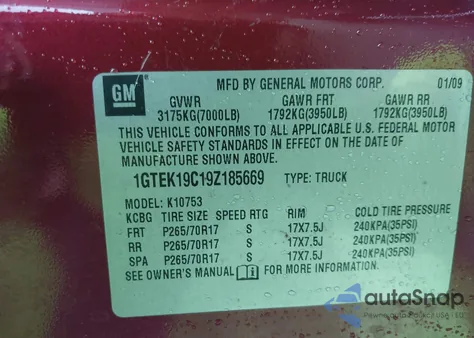 GM
MFD BY GENERAL MOTORS CORP. 01/09
GVWR GAWR FRT GAWR RR
3175KG(7000LB) 1792KG(3950LB) 1792KG(3950LB)
THIS VEHICLE CONFORMS TO ALL APPLICABLE U.S. FEDERAL MOTOR
VEHICLE SAFETY STANDARDS IN EFFECT ON THE DATE OF
MANUFACTURE SHOWN ABOVE.
1GTEK19C19Z185669 TYPE: TRUCK
MODEL: K10753
KCBG TIRE SIZE SPEED RTG RIM COLD TIRE PRESSURE
FRT P265/70R17 S 17X7.5J 240KPA(35PSI)
RR P265/70R17 S 17X7.5J 240KPA(35PSI)
SPA P265/70R17 S 17X7.5J 240KPA(35PSI)
SEE OWNER'S MANUAL FOR MORE INFORMATION.
autoSnap